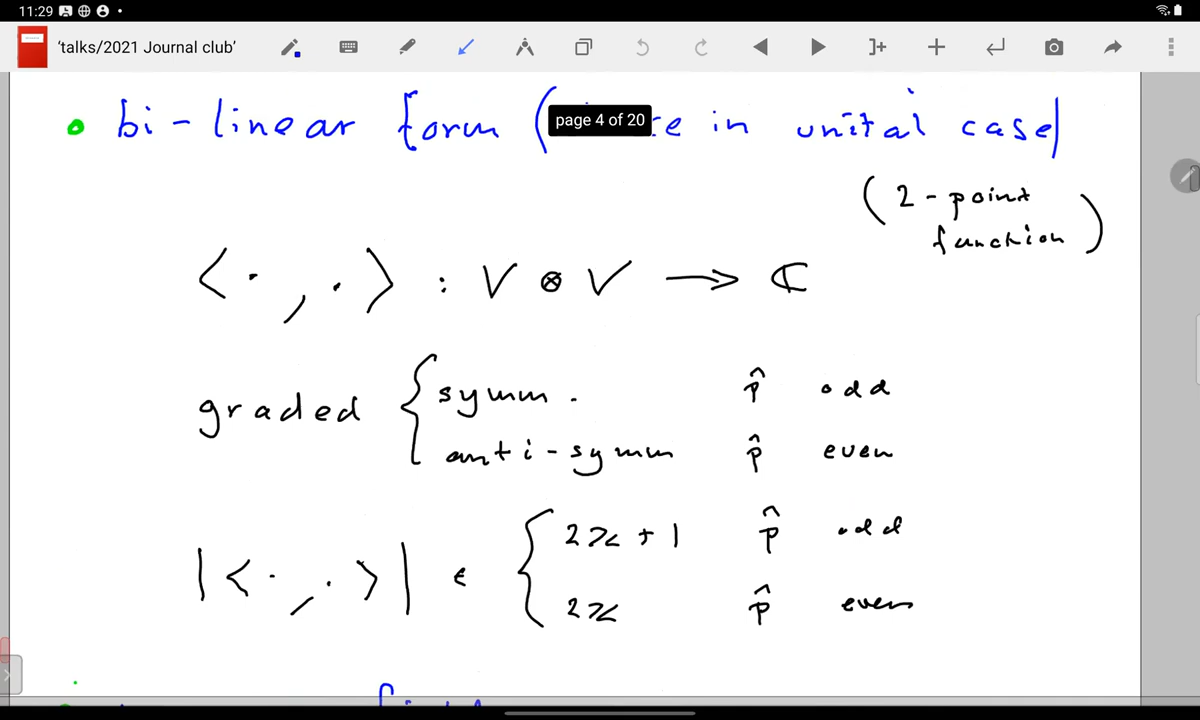 11:29
'talks/2021 Journal club'
• bi-linear form ( in unital case)
page 4 of 20
(2-point function)
< · , · > : V ⊗ V → ℂ
graded { symm. p̂ odd
anti-symm p̂ even
|< · , · >| ∈ { 2ℤ + 1 p̂ odd
2ℤ p̂ even